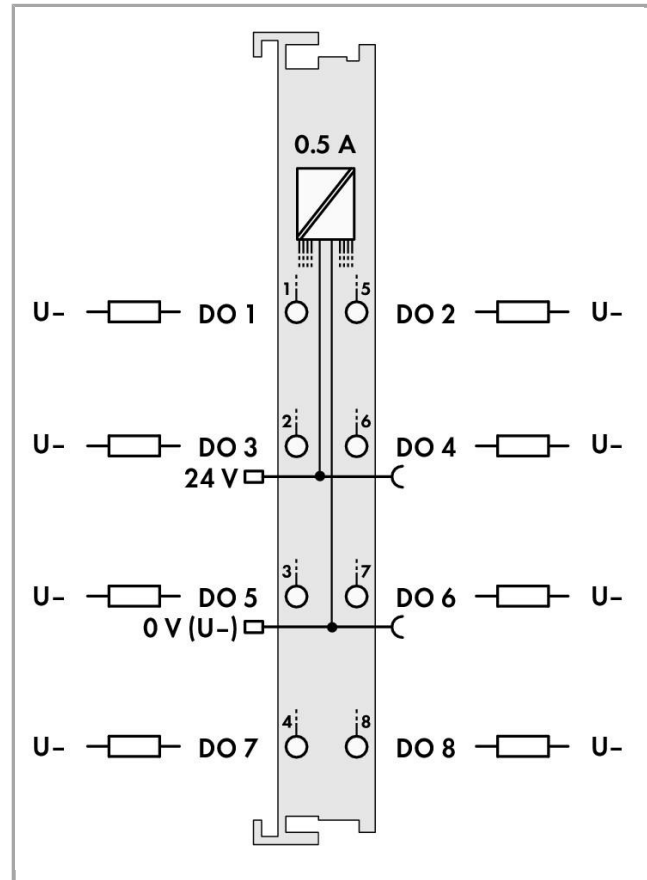 0.5 A
1 5
U– DO 1 DO 2 U–
2 6
U– DO 3 DO 4 U–
24 V
3 7
U– DO 5 DO 6 U–
0 V (U–)
4 8
U– DO 7 DO 8 U–